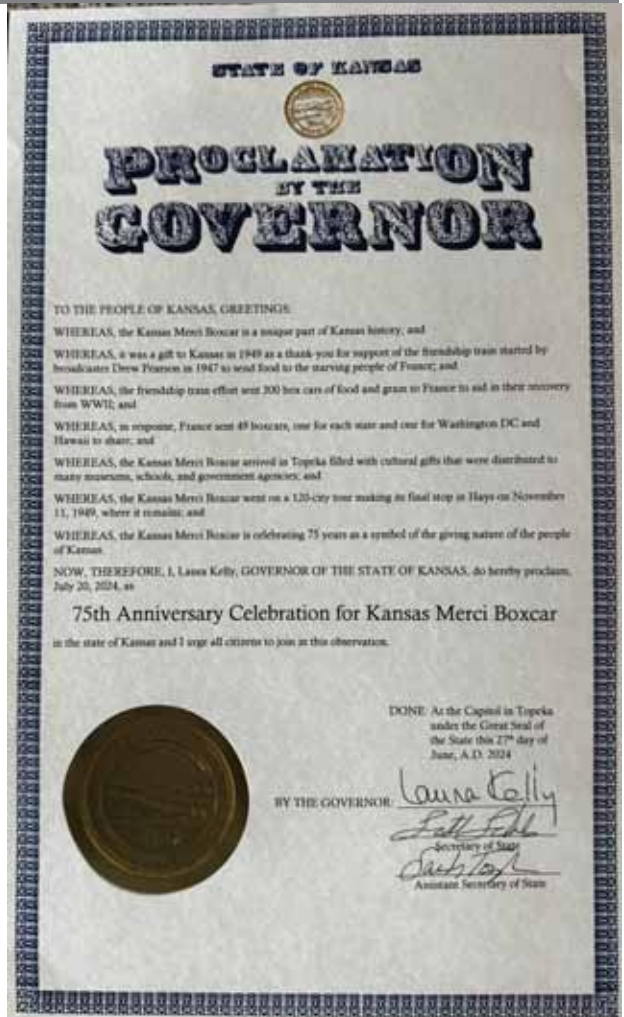 STATE OF KANSAS
PROCLAMATION
BY THE
GOVERNOR
TO THE PEOPLE OF KANSAS, GREETINGS:
WHEREAS, the Kansas Merci Boxcar is a unique part of Kansas history; and
WHEREAS, it was a gift to Kansas in 1949 as a thank-you for support of the friendship train started by
broadcaster Drew Pearson in 1947 to send food to the starving people of France; and
WHEREAS, the friendship train effort sent 300 box cars of food and grain to France to aid in their recovery
from WWII; and
WHEREAS, in response, France sent 49 boxcars, one for each state and one for Washington DC and
Hawaii to share; and
WHEREAS, the Kansas Merci Boxcar arrived in Topeka filled with cultural gifts that were distributed to
many museums, schools, and government agencies; and
WHEREAS, the Kansas Merci Boxcar went on a 120-city tour making its final stop in Hays on November
11, 1949, where it remains; and
WHEREAS, the Kansas Merci Boxcar is celebrating 75 years as a symbol of the giving nature of the people
of Kansas.
NOW, THEREFORE, I, Laura Kelly, GOVERNOR OF THE STATE OF KANSAS, do hereby proclaim,
July 20, 2024, as
75th Anniversary Celebration for Kansas Merci Boxcar
in the state of Kansas and I urge all citizens to join in this observation.
DONE: At the Capitol in Topeka
under the Great Seal of
the State this 27th day of
June, A.D. 2024
BY THE GOVERNOR: Laura Kelly
Secretary of State
Assistant Secretary of State